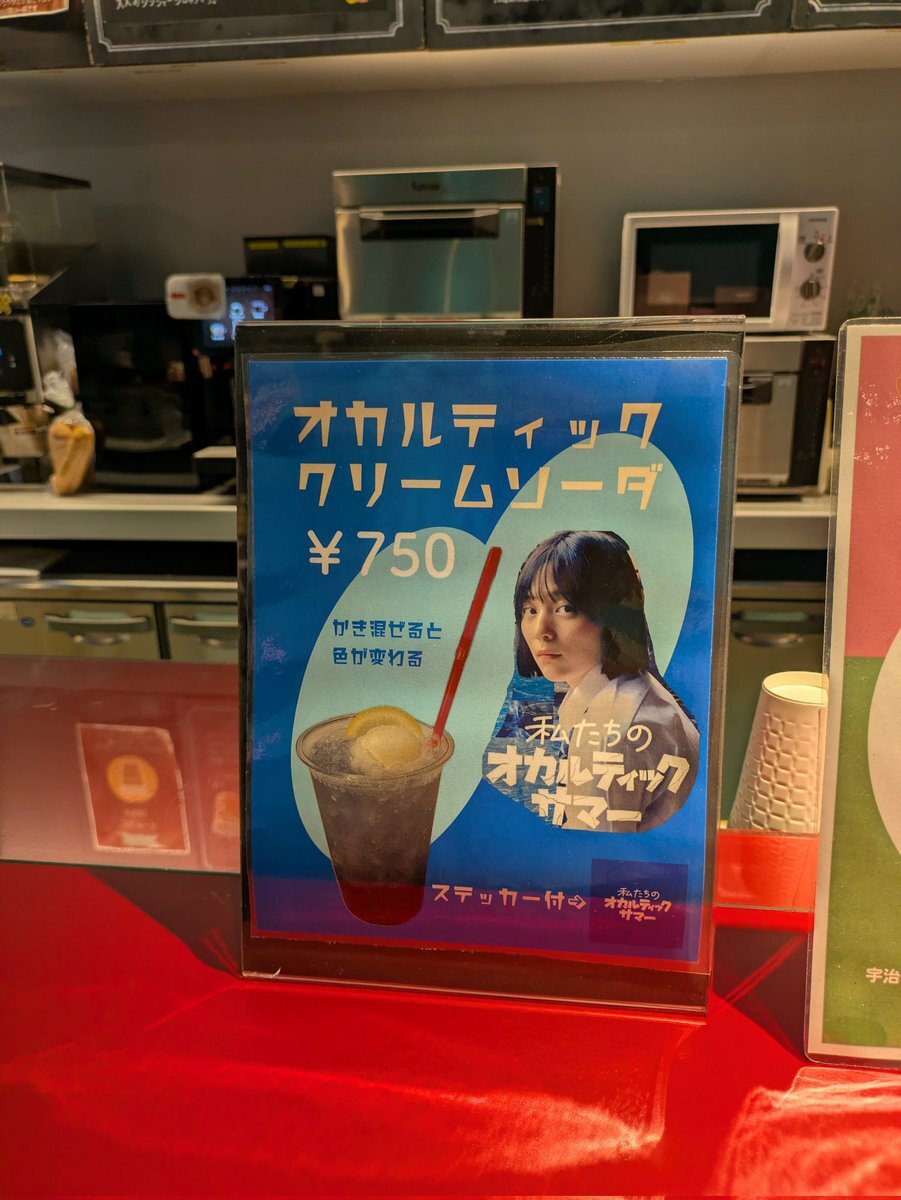 オカルティック
クリームソーダ
¥750
かき混ぜると
色が変わる
私たちの
オカルティック
サマー
ステッカー付⇨
私たちの
オカルティック
サマー
宇治